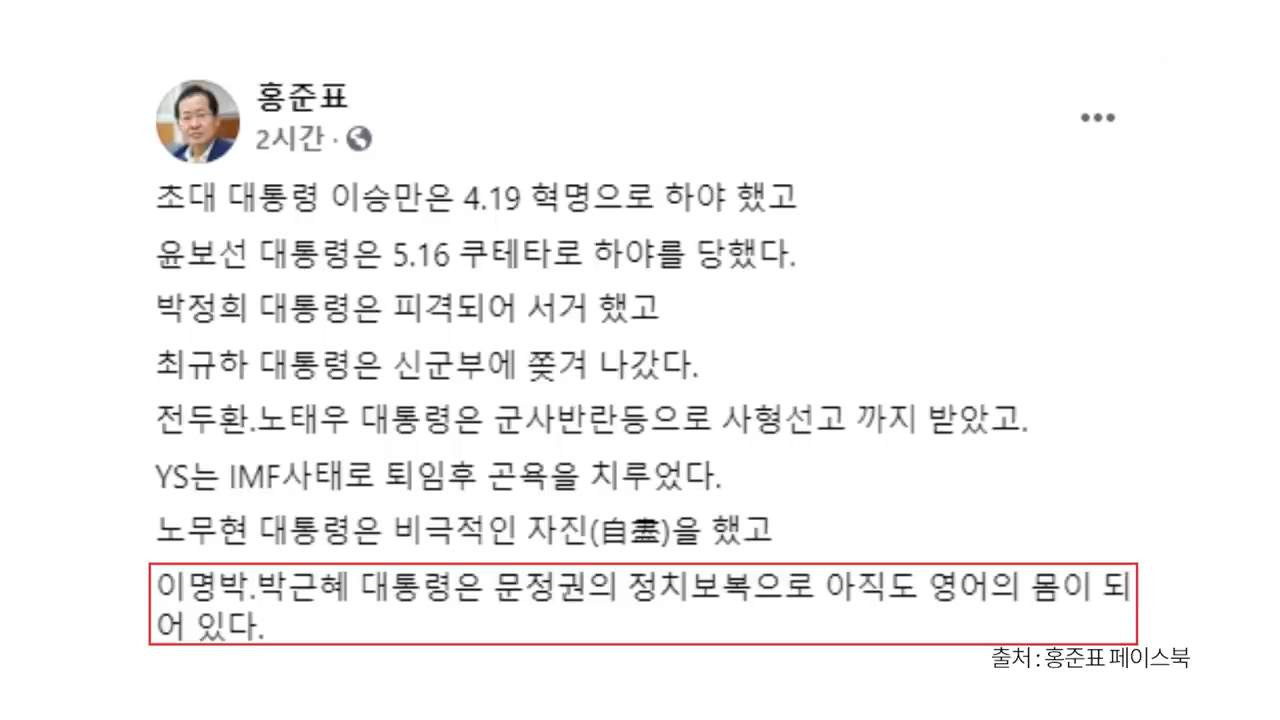 홍준표
2시간 ·
초대 대통령 이승만은 4.19 혁명으로 하야 했고
윤보선 대통령은 5.16 쿠테타로 하야를 당했다.
박정희 대통령은 피격되어 서거 했고
최규하 대통령은 신군부에 쫒겨 나갔다.
전두환.노태우 대통령은 군사반란등으로 사형선고 까지 받았고.
YS는 IMF사태로 퇴임후 곤욕을 치루었다.
노무현 대통령은 비극적인 자진(自盡)을 했고
이명박.박근혜 대통령은 문정권의 정치보복으로 아직도 영어의 몸이 되
어 있다.
출처 : 홍준표 페이스북